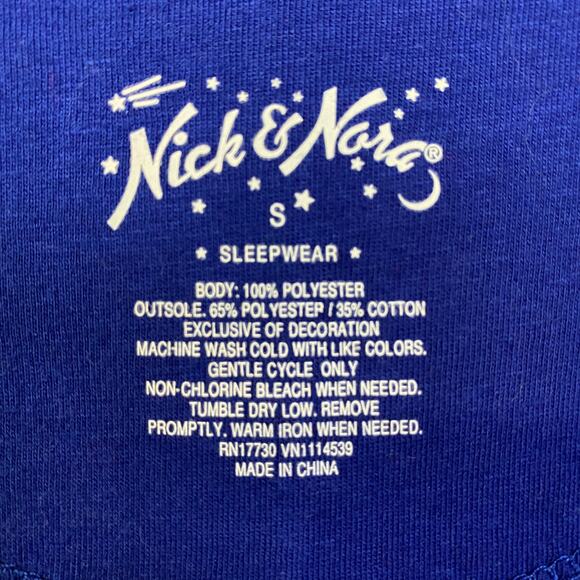 Nick & Nora®
S
SLEEPWEAR
BODY: 100% POLYESTER
OUTSOLE. 65% POLYESTEP / 35% COTTON
EXCLUSIVE OF DECORATION
MACHINE WASH COLD WITH LIKE COLORS.
GENTLE CYCLE ONLY
NON-CHLORINE BLEACH WHEN NEEDED.
TUMBLE DRY LOW. REMOVE
PROMPTLY. WARM IRON WHEN NEEDED.
RN17730 VN1114539
MADE IN CHINA